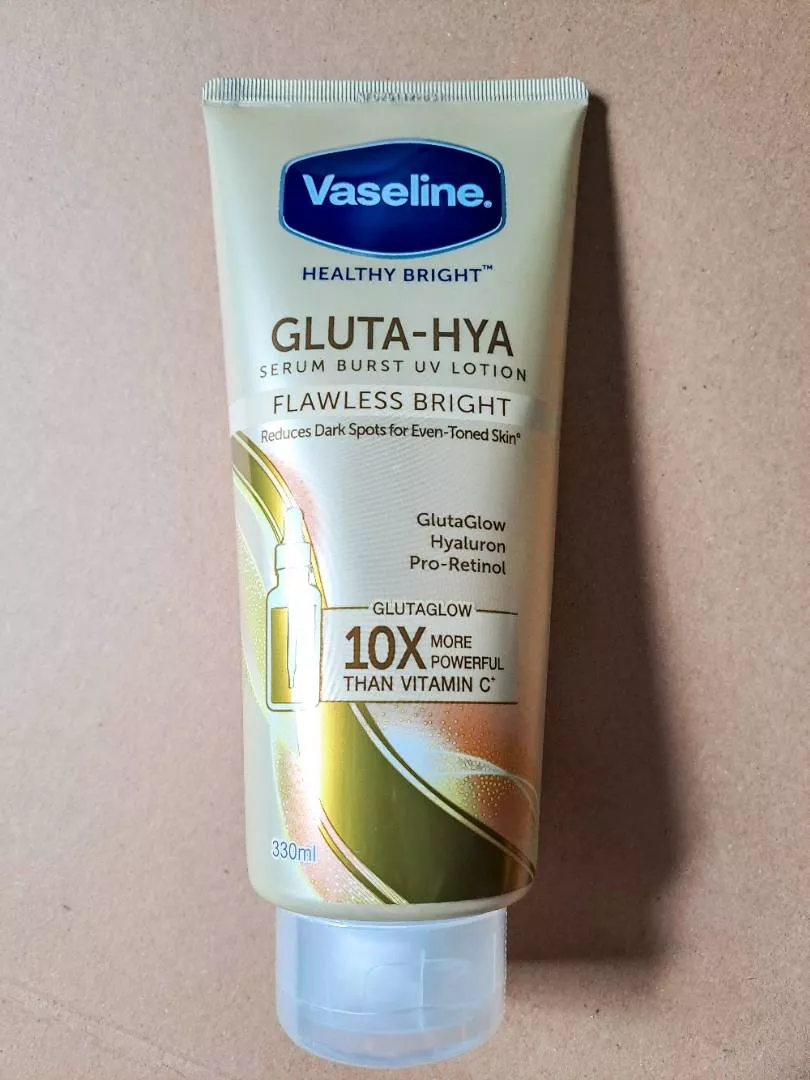 Vaseline®
HEALTHY BRIGHT™
GLUTA-HYA
SERUM BURST UV LOTION
FLAWLESS BRIGHT
Reduces Dark Spots for Even-Toned Skin°
GlutaGlow
Hyaluron
Pro-Retinol
GLUTAGLOW
10X MORE
POWERFUL
THAN VITAMIN C⁺
330ml